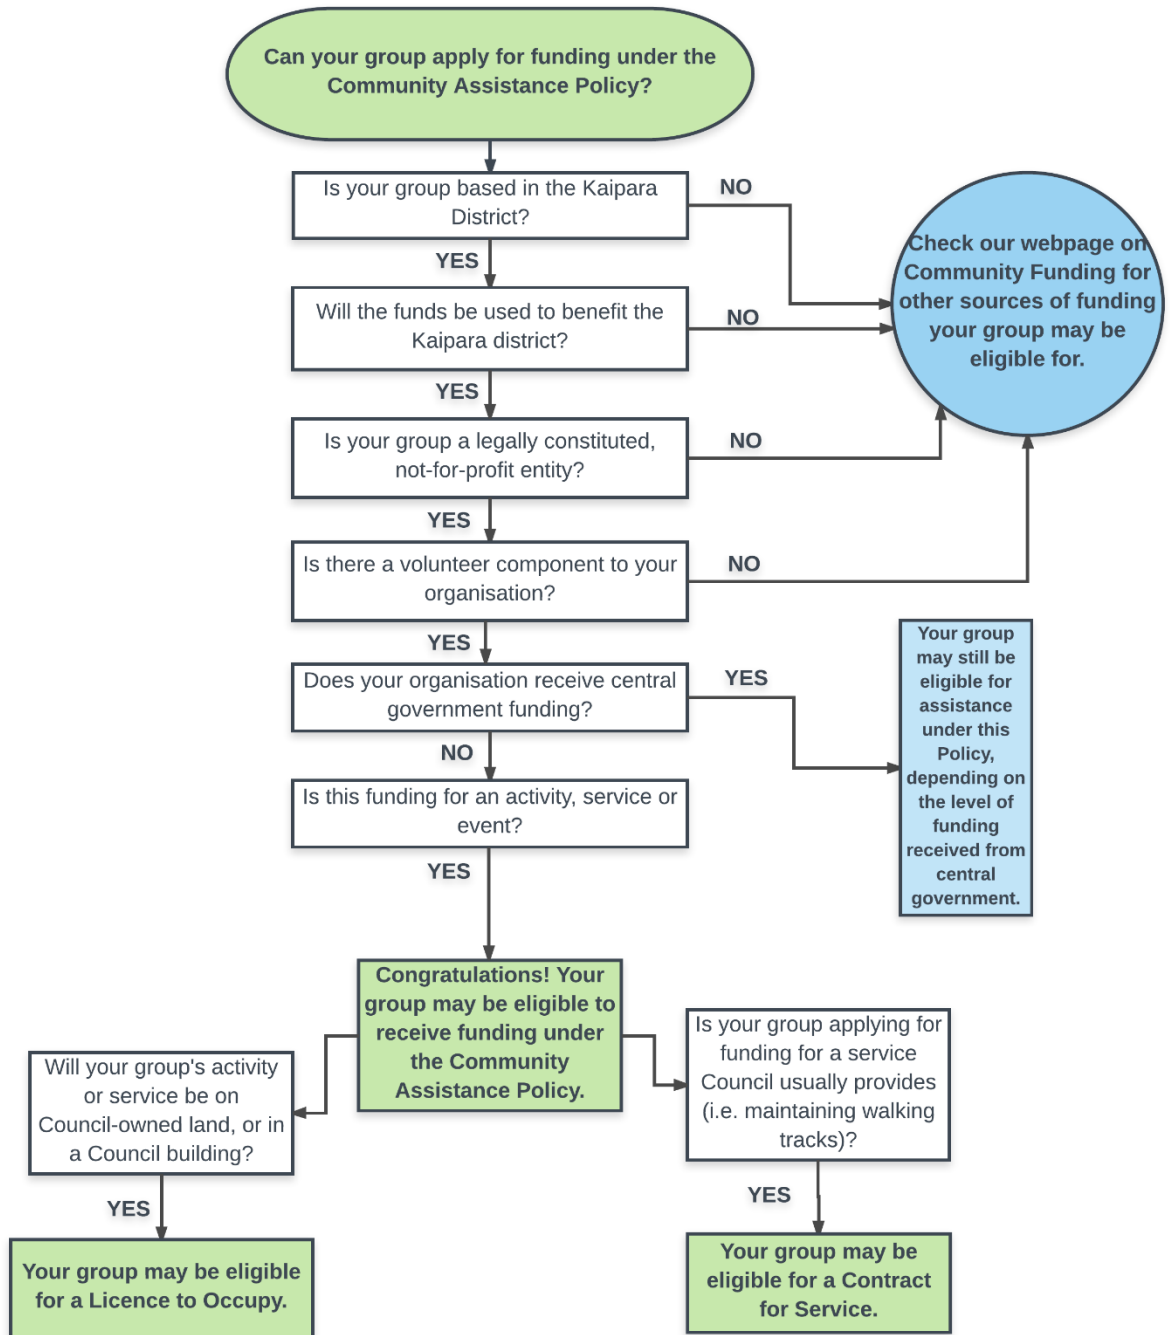 Can your group apply for funding under the
Community Assistance Policy?
Is your group based in the Kaipara
District?
NO
YES
Check our webpage on
Community Funding for
other sources of funding
your group may be
eligible for.
Will the funds be used to benefit the
Kaipara district?
NO
YES
Is your group a legally constituted,
not-for-profit entity?
NO
YES
Is there a volunteer component to your
organisation?
NO
YES
Does your organisation receive central
government funding?
YES
Your group
may still be
eligible for
assistance
under this
Policy,
depending on
the level of
funding
received from
central
government.
NO
Is this funding for an activity, service or
event?
YES
Congratulations! Your
group may be eligible to
receive funding under
the Community
Assistance Policy.
Will your group's activity
or service be on
Council-owned land, or in
a Council building?
YES
Your group may be eligible
for a Licence to Occupy.
Is your group applying for
funding for a service
Council usually provides
(i.e. maintaining walking
tracks)?
YES
Your group may be
eligible for a Contract
for Service.